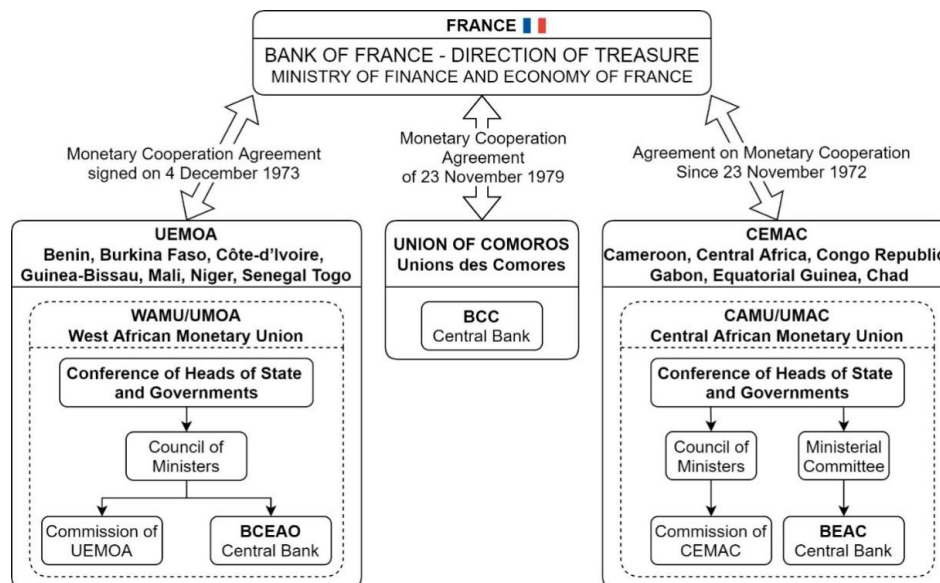 FRANCE
BANK OF FRANCE - DIRECTION OF TREASURE
MINISTRY OF FINANCE AND ECONOMY OF FRANCE
Monetary Cooperation Agreement
signed on 4 December 1973
Monetary Cooperation
Agreement
of 23 November 1979
Agreement on Monetary Cooperation
Since 23 November 1972
UEMOA
Benin, Burkina Faso, Côte-d'Ivoire,
Guinea-Bissau, Mali, Niger, Senegal Togo
WAMU/UMOA
West African Monetary Union
Conference of Heads of State
and Governments
Council of
Ministers
Commission of
UEMOA
BCEAO
Central Bank
UNION OF COMOROS
Unions des Comores
BCC
Central Bank
CEMAC
Cameroon, Central Africa, Congo Republic
Gabon, Equatorial Guinea, Chad
CAMU/UMAC
Central African Monetary Union
Conference of Heads of State
and Governments
Council of
Ministers
Ministerial
Committee
Commission of
CEMAC
BEAC
Central Bank